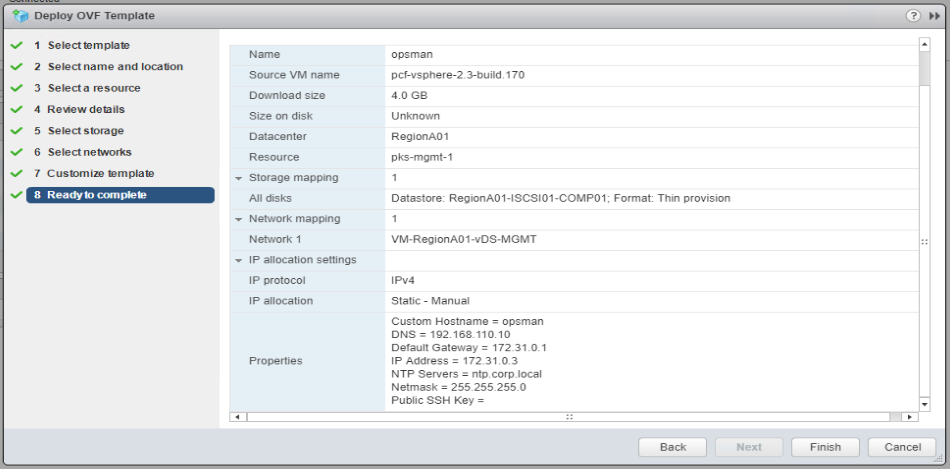 Connected
Deploy OVF Template
?
1 Select template
2 Select name and location
3 Select a resource
4 Review details
5 Select storage
6 Select networks
7 Customize template
8 Ready to complete
Name opsman
Source VM name pcf-vsphere-2.3-build.170
Download size 4.0 GB
Size on disk Unknown
Datacenter RegionA01
Resource pks-mgmt-1
Storage mapping 1
All disks Datastore: RegionA01-ISCSI01-COMP01; Format: Thin provision
Network mapping 1
Network 1 VM-RegionA01-vDS-MGMT
IP allocation settings
IP protocol IPv4
IP allocation Static - Manual
Properties
Custom Hostname = opsman
DNS = 192.168.110.10
Default Gateway = 172.31.0.1
IP Address = 172.31.0.3
NTP Servers = ntp.corp.local
Netmask = 255.255.255.0
Public SSH Key =
Back Next Finish Cancel